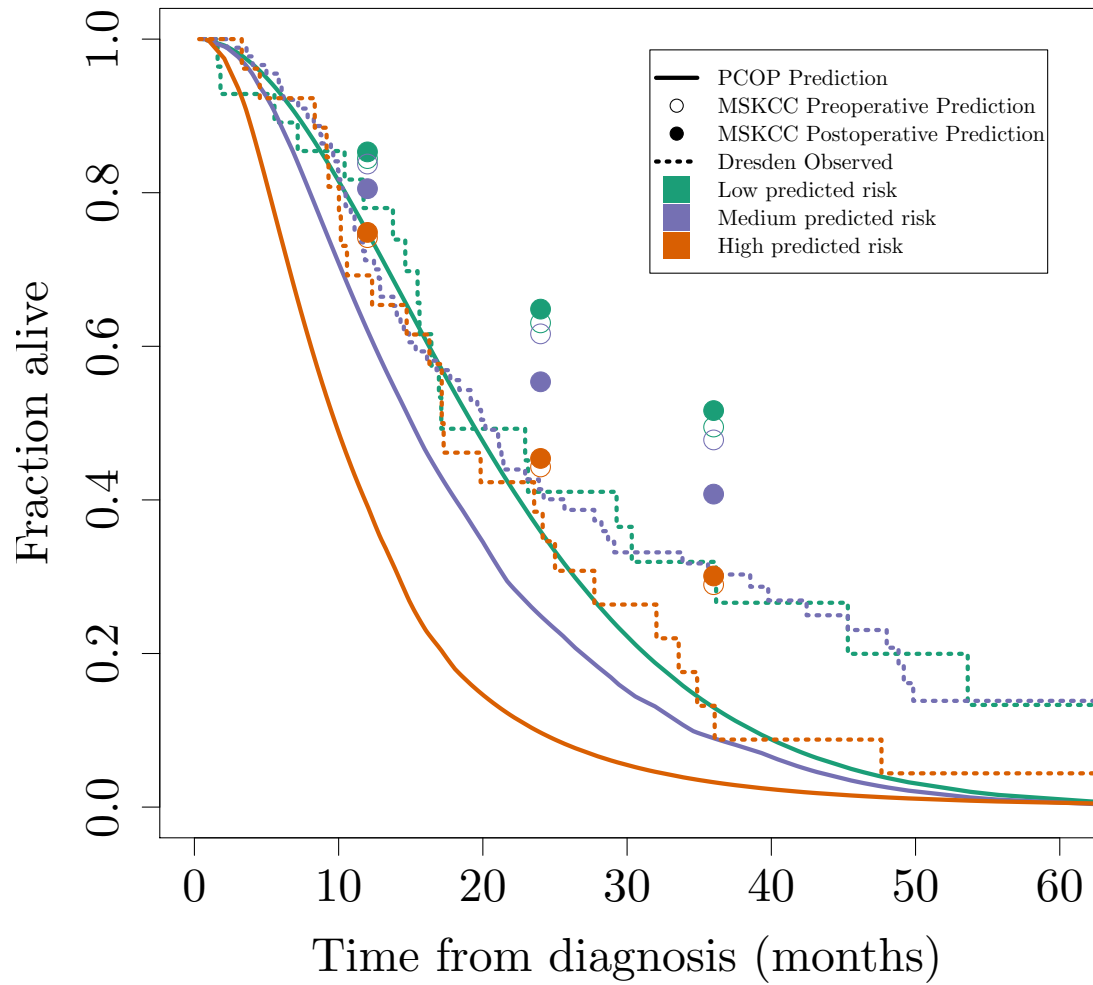 1.0
0.8
0.6
0.4
0.2
0.0
Fraction alive
PCOP Prediction
MSKCC Preoperative Prediction
MSKCC Postoperative Prediction
Dresden Observed
Low predicted risk
Medium predicted risk
High predicted risk
0 10 20 30 40 50 60
Time from diagnosis (months)